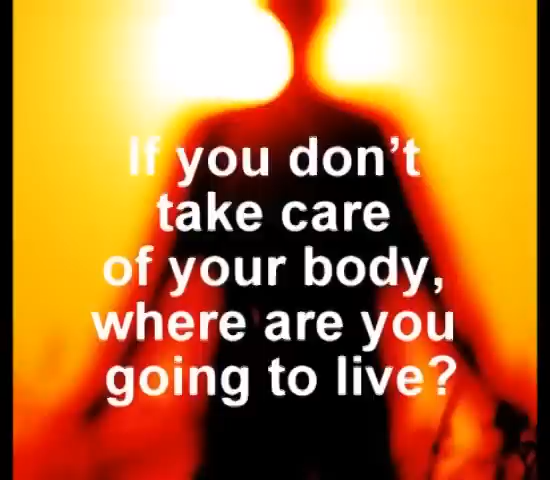 If you don’t
take care
of your body,
where are you
going to live?